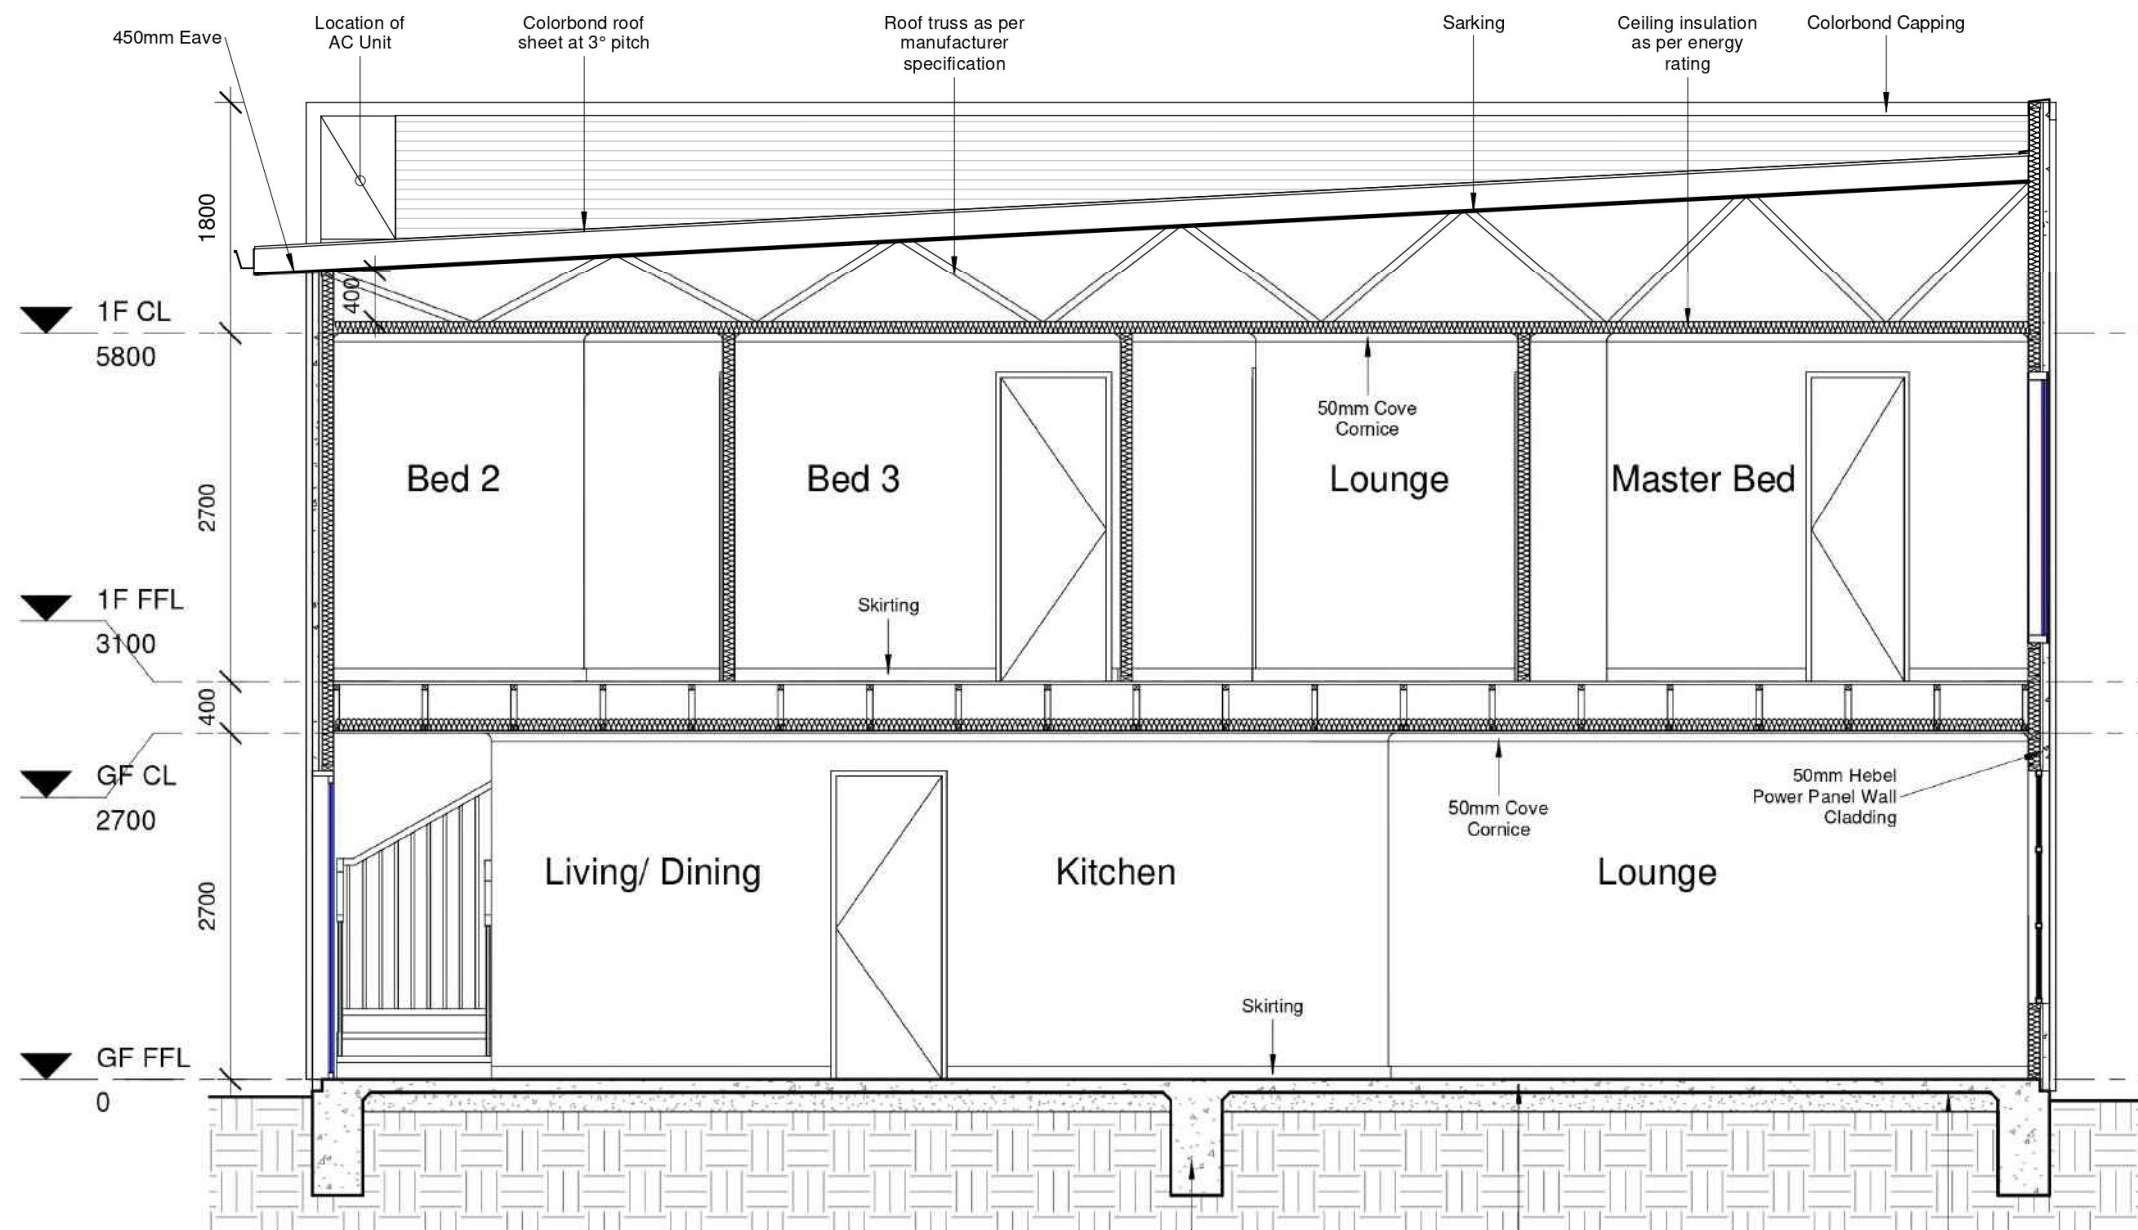 450mm Eave
Location of
AC Unit
Colorbond roof
sheet at 3° pitch
Roof truss as per
manufacturer
specification
Sarking
Ceiling insulation
as per energy
rating
Colorbond Capping
1800
400
1F CL
5800
50mm Cove
Cornice
Bed 2
Bed 3
Lounge
Master Bed
2700
1F FFL
3100
Skirting
400
GF CL
2700
50mm Hebel
Power Panel Wall
Cladding
50mm Cove
Cornice
Living/ Dining
Kitchen
Lounge
2700
Skirting
GF FFL
0